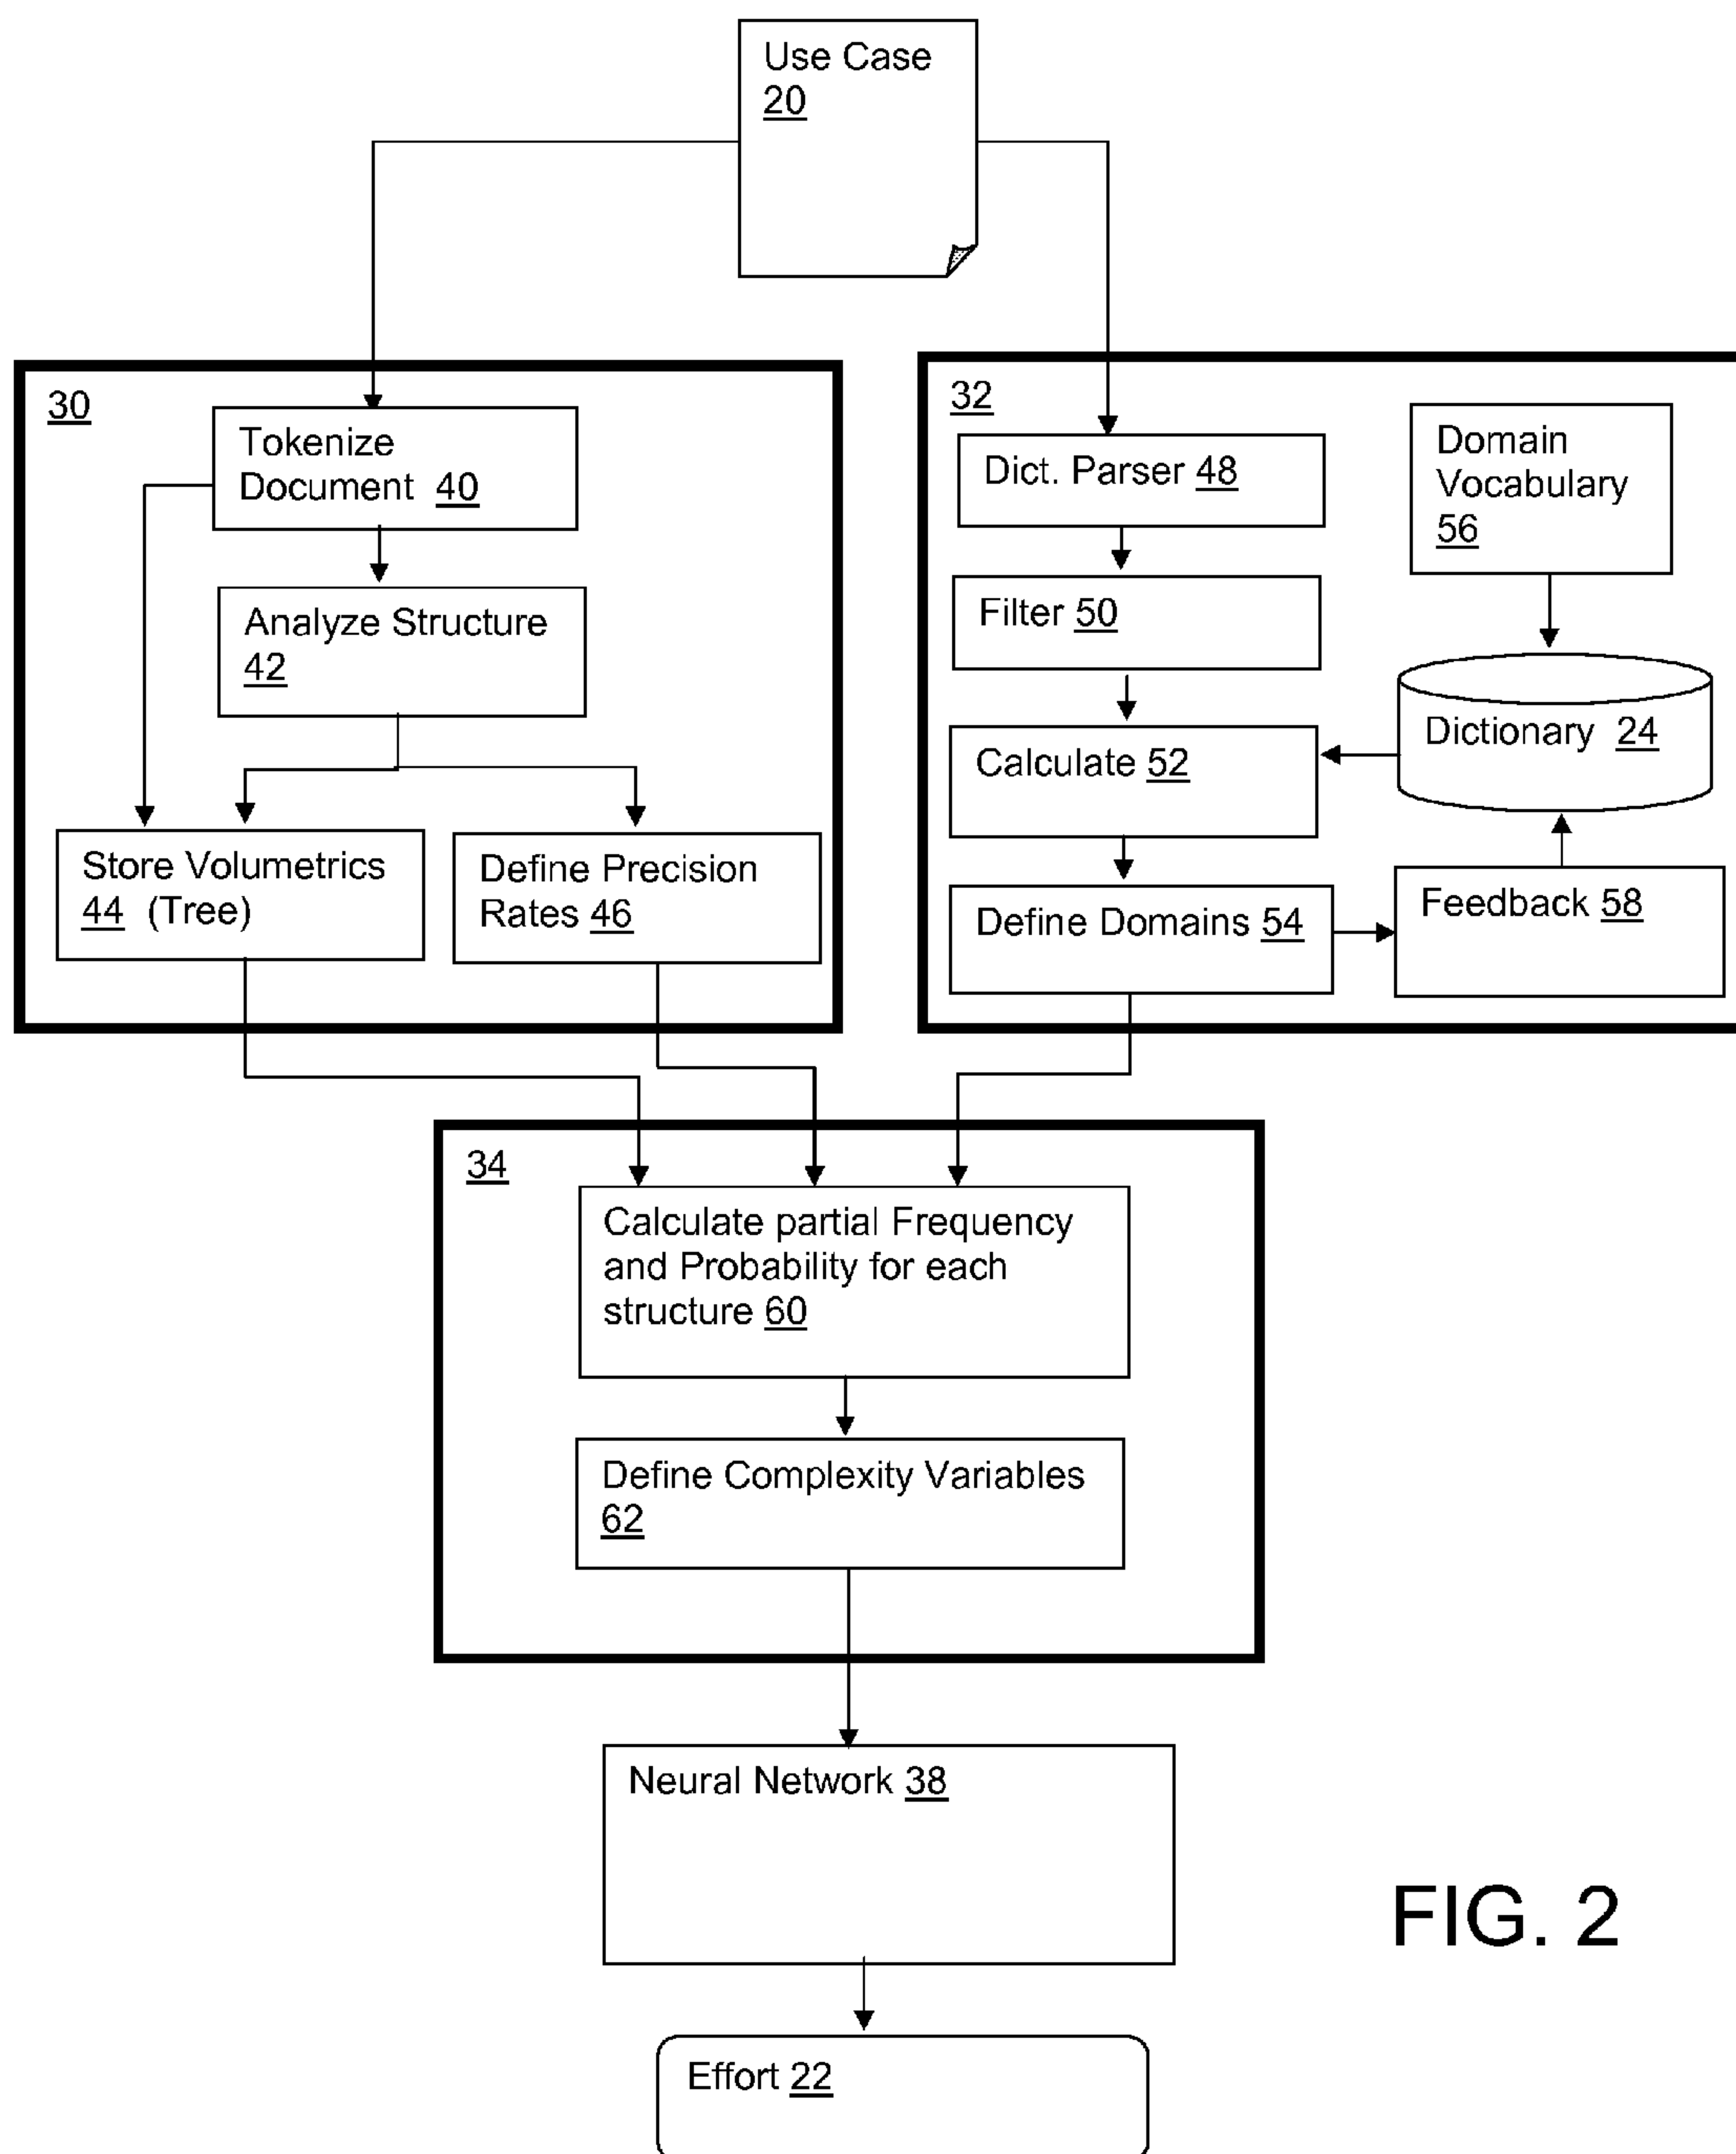 Use Case
20
30
Tokenize
Document 40
Analyze Structure
42
Store Volumetrics
44 (Tree)
Define Precision
Rates 46
32
Dict. Parser 48
Filter 50
Calculate 52
Define Domains 54
Domain
Vocabulary
56
Dictionary 24
Feedback 58
34
Calculate partial Frequency
and Probability for each
structure 60
Define Complexity Variables
62
Neural Network 38
Effort 22
FIG. 2